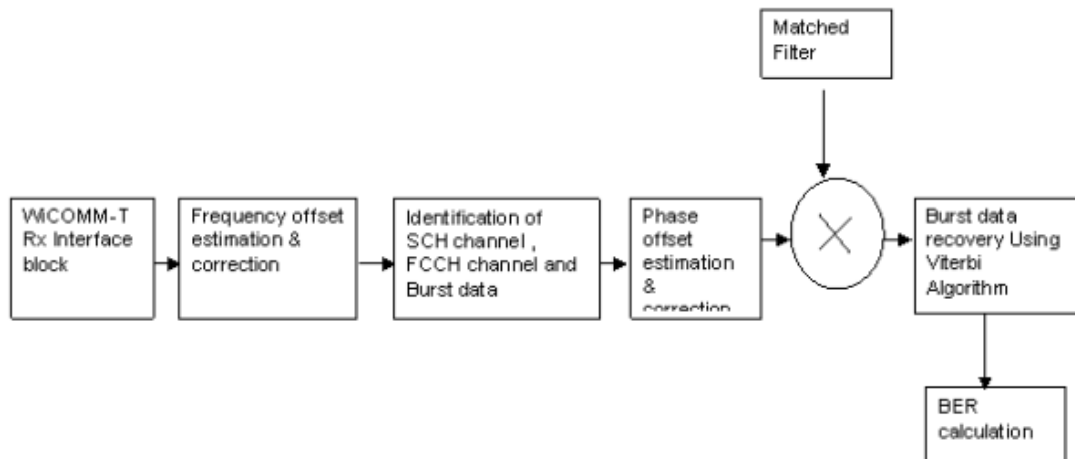 Matched
Filter
WiCOMM-T
Rx Interface
block
Frequency offset
estimation &
correction
Identification of
SCH channel ,
FCCH channel and
Burst data
Phase
offset
estimation
&
correction
Burst data
recovery Using
Viterbi
Algorithm
BER
calculation